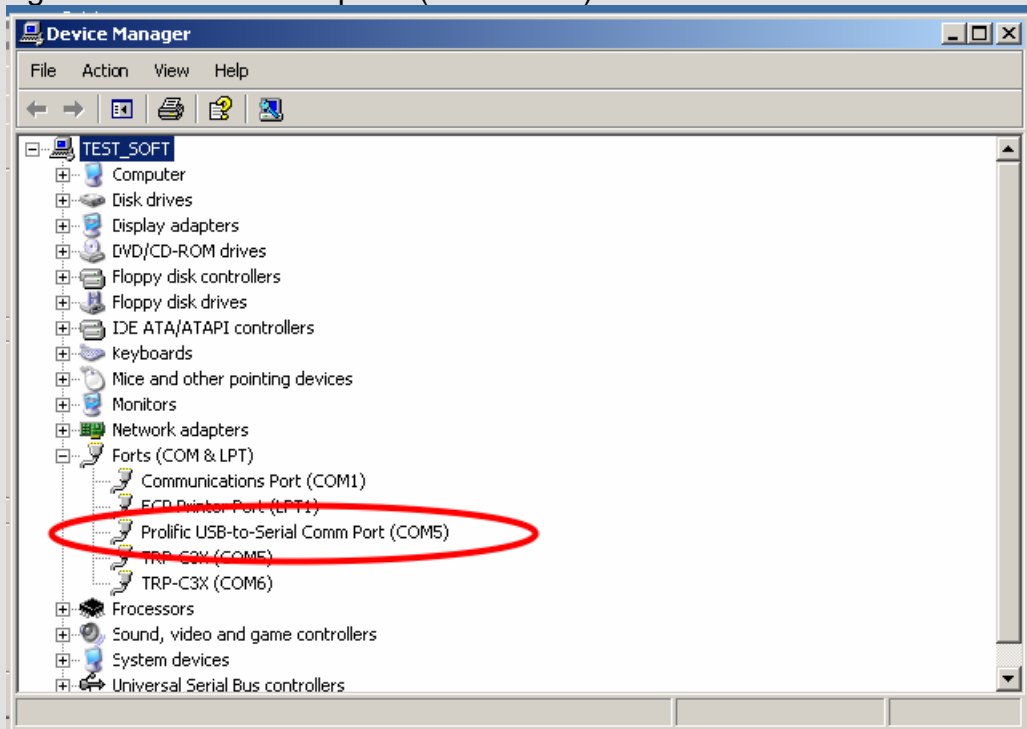 Device Manager
File Action View Help
TEST_SOFT
Computer
Disk drives
Display adapters
DVD/CD-ROM drives
Floppy disk controllers
Floppy disk drives
IDE ATA/ATAPI controllers
Keyboards
Mice and other pointing devices
Monitors
Network adapters
Ports (COM & LPT)
Communications Port (COM1)
ECP Printer Port (LPT1)
Prolific USB-to-Serial Comm Port (COM5)
TRP-C3X (COM5)
TRP-C3X (COM6)
Processors
Sound, video and game controllers
System devices
Universal Serial Bus controllers